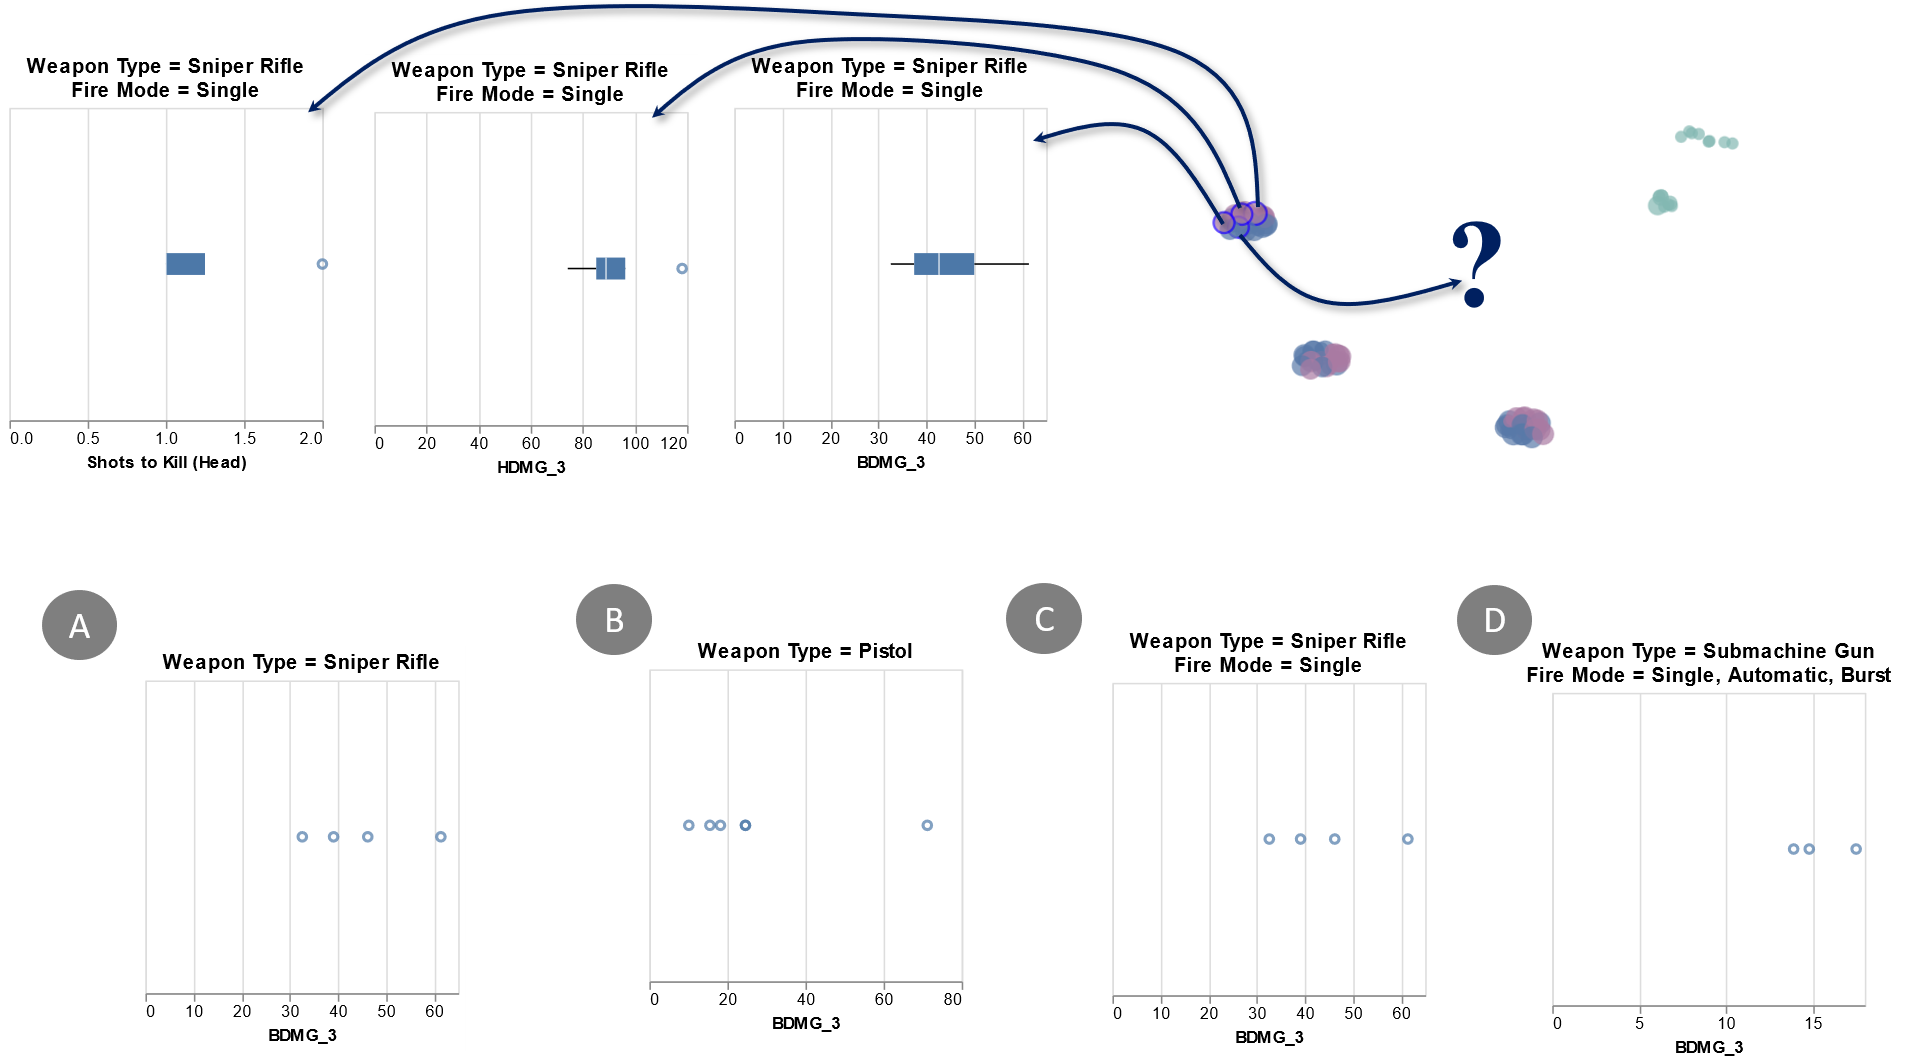 Weapon Type = Sniper Rifle
Fire Mode = Single
0.0 0.5 1.0 1.5 2.0
Shots to Kill (Head)
Weapon Type = Sniper Rifle
Fire Mode = Single
0 20 40 60 80 100 120
HDMG_3
Weapon Type = Sniper Rifle
Fire Mode = Single
0 10 20 30 40 50 60
BDMG_3
?
A
Weapon Type = Sniper Rifle
0 10 20 30 40 50 60
BDMG_3
B
Weapon Type = Pistol
0 20 40 60 80
BDMG_3
C
Weapon Type = Sniper Rifle
Fire Mode = Single
0 10 20 30 40 50 60
BDMG_3
D
Weapon Type = Submachine Gun
Fire Mode = Single, Automatic, Burst
0 5 10 15
BDMG_3